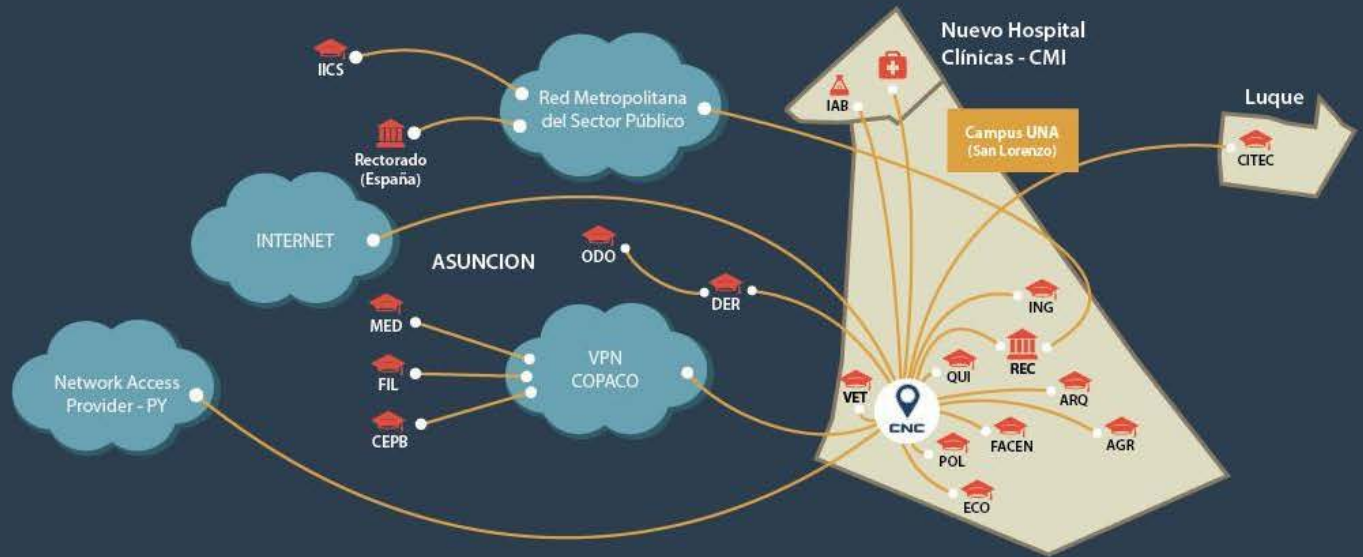 IICS
Red Metropolitana
del Sector Público
Rectorado
(España)
Nuevo Hospital
Clínicas - CMI
IAB
Campus UNA
(San Lorenzo)
Luque
CITEC
INTERNET
ASUNCION
ODO
DER
MED
FIL
CEPB
VPN
COPACO
Network Access
Provider - PY
ING
REC
QUI
VET
ARQ
CNC
FACEN
AGR
POL
ECO